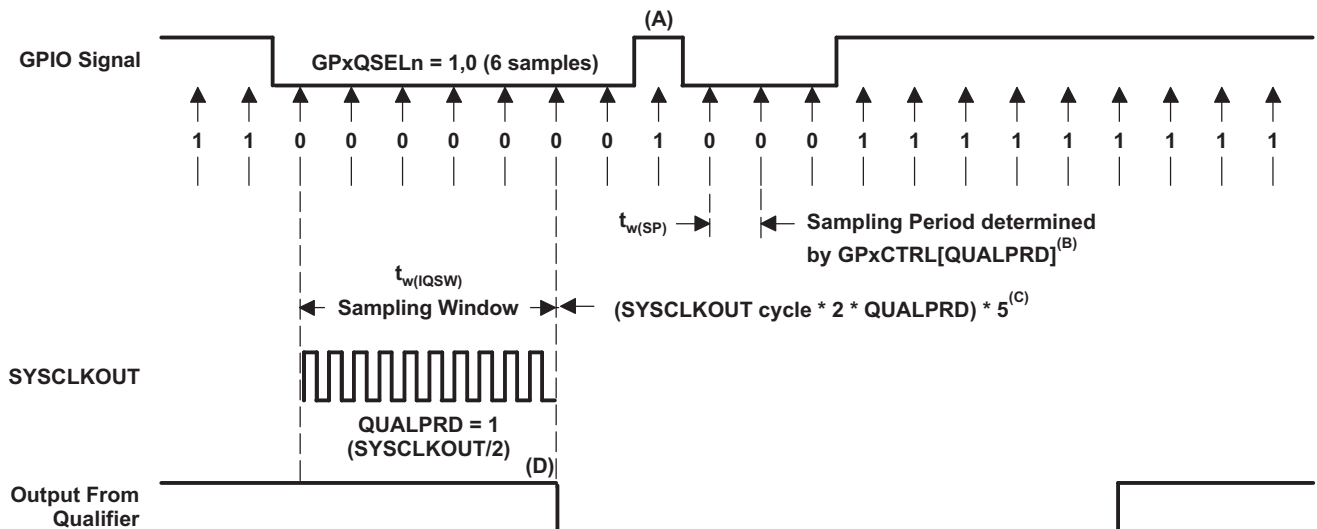 (A)
GPIO Signal
GPxQSELn = 1,0 (6 samples)
1 1 0 0 0 0 0 0 0 1 0 0 0 1 1 1 1 1 1 1 1 1
tw(SP)
Sampling Period determined
by GPxCTRL[QUALPRD](B)
tw(IQSW)
Sampling Window
(SYSCLKOUT cycle * 2 * QUALPRD) * 5(C)
SYSCLKOUT
QUALPRD = 1
(SYSCLKOUT/2)
(D)
Output From
Qualifier